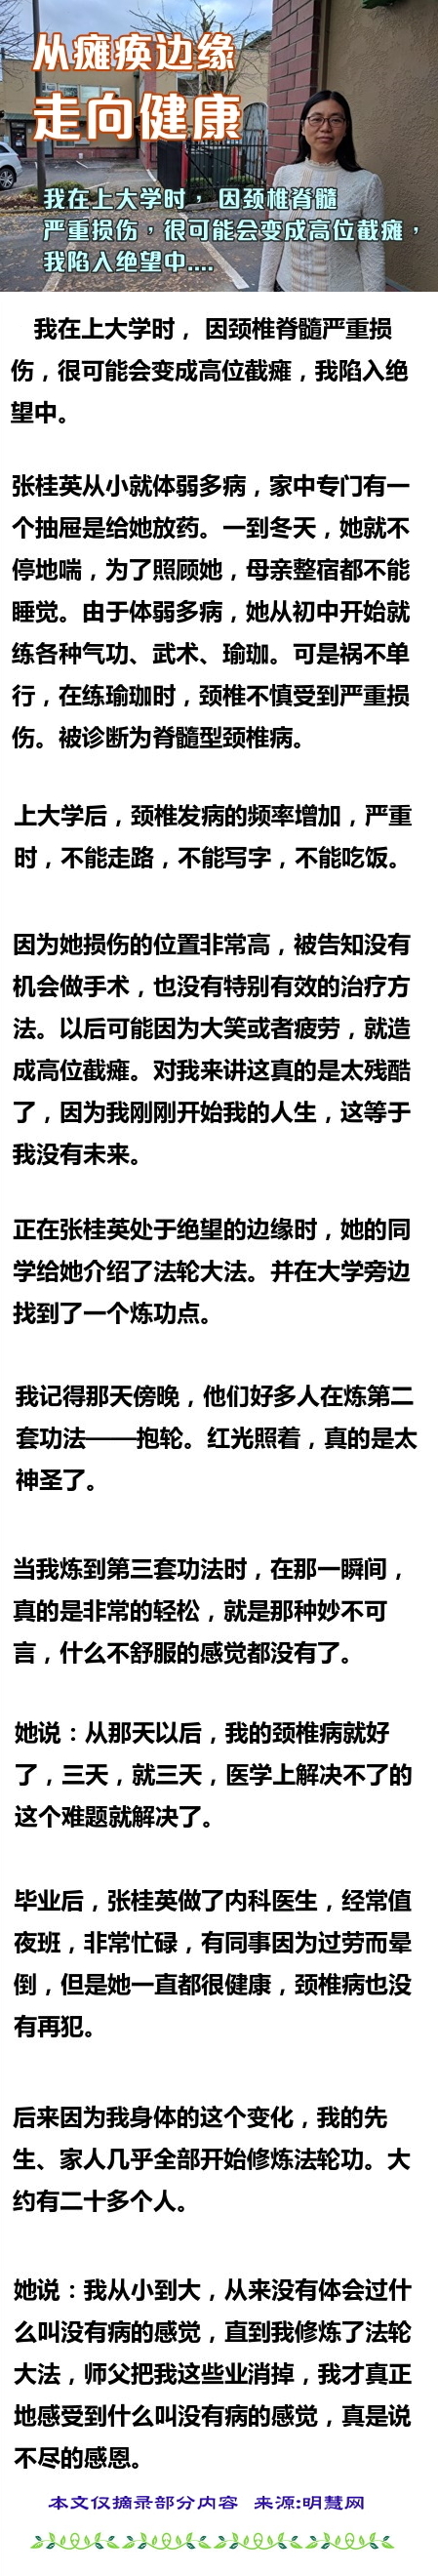 从瘫痪边缘
走向健康
我在上大学时， 因颈椎脊髓
严重损伤，很可能会变成高位截瘫，
我陷入绝望中....
我在上大学时， 因颈椎脊髓严重损
伤，很可能会变成高位截瘫，我陷入绝
望中。
张桂英从小就体弱多病，家中专门有一
个抽屉是给她放药。一到冬天，她就不
停地喘，为了照顾她，母亲整宿都不能
睡觉。由于体弱多病，她从初中开始就
练各种气功、武术、瑜珈。可是祸不单
行，在练瑜珈时，颈椎不慎受到严重损
伤。被诊断为脊髓型颈椎病。
上大学后，颈椎发病的频率增加，严重
时，不能走路，不能写字，不能吃饭。
因为她损伤的位置非常高，被告知没有
机会做手术，也没有特别有效的治疗方
法。以后可能因为大笑或者疲劳，就造
成高位截瘫。对我来讲这真的是太残酷
了，因为我刚刚开始我的人生，这等于
我没有未来。
正在张桂英处于绝望的边缘时，她的同
学给她介绍了法轮大法。并在大学旁边
找到了一个炼功点。
我记得那天傍晚，他们好多人在炼第二
套功法——抱轮。红光照着，真的是太
神圣了。
当我炼到第三套功法时，在那一瞬间，
真的是非常的轻松，就是那种妙不可
言，什么不舒服的感觉都没有了。
她说：从那天以后，我的颈椎病就好
了，三天，就三天，医学上解决不了的
这个难题就解决了。
毕业后，张桂英做了内科医生，经常值
夜班，非常忙碌，有同事因为过劳而晕
倒，但是她一直都很健康，颈椎病也没
有再犯。
后来因为我身体的这个变化，我的先
生、家人几乎全部开始修炼法轮功。大
约有二十多个人。
她说：我从小到大，从来没有体会过什
么叫没有病的感觉，直到我修炼了法轮
大法，师父把我这些业消掉，我才真正
地感受到什么叫没有病的感觉，真是说
不尽的感恩。
本文仅摘录部分内容 来源:明慧网